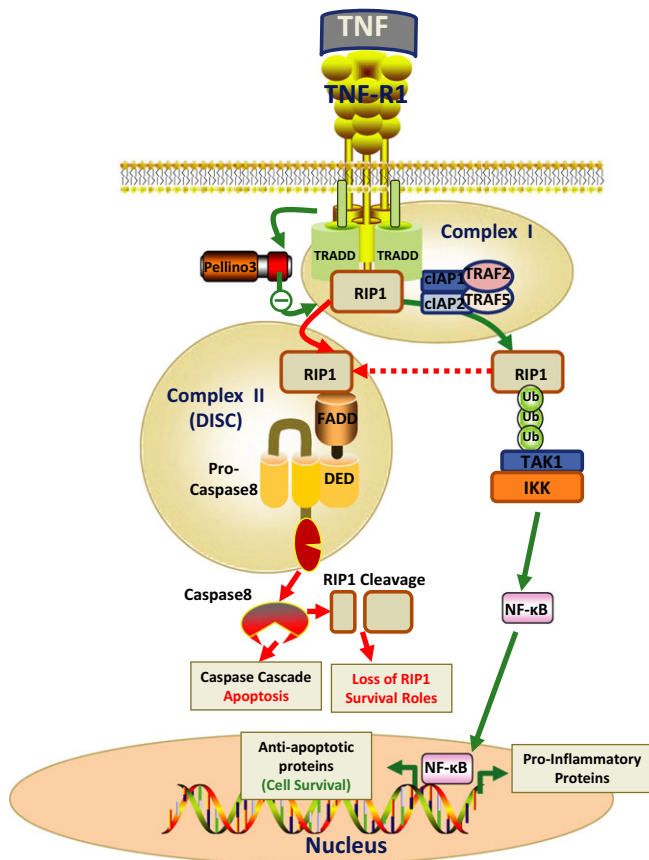 TNF
TNF-R1
Complex I
TRADD
TRADD
Pellino3
cIAP1
TRAF2
RIP1
cIAP2
TRAF5
−
RIP1
RIP1
Complex II
(DISC)
FADD
Ub
Ub
Ub
Pro-
Caspase8
DED
TAK1
IKK
RIP1 Cleavage
Caspase8
NF-κB
Caspase Cascade
Apoptosis
Loss of RIP1
Survival Roles
Anti-apoptotic
proteins
(Cell Survival)
NF-κB
Pro-Inflammatory
Proteins
Nucleus